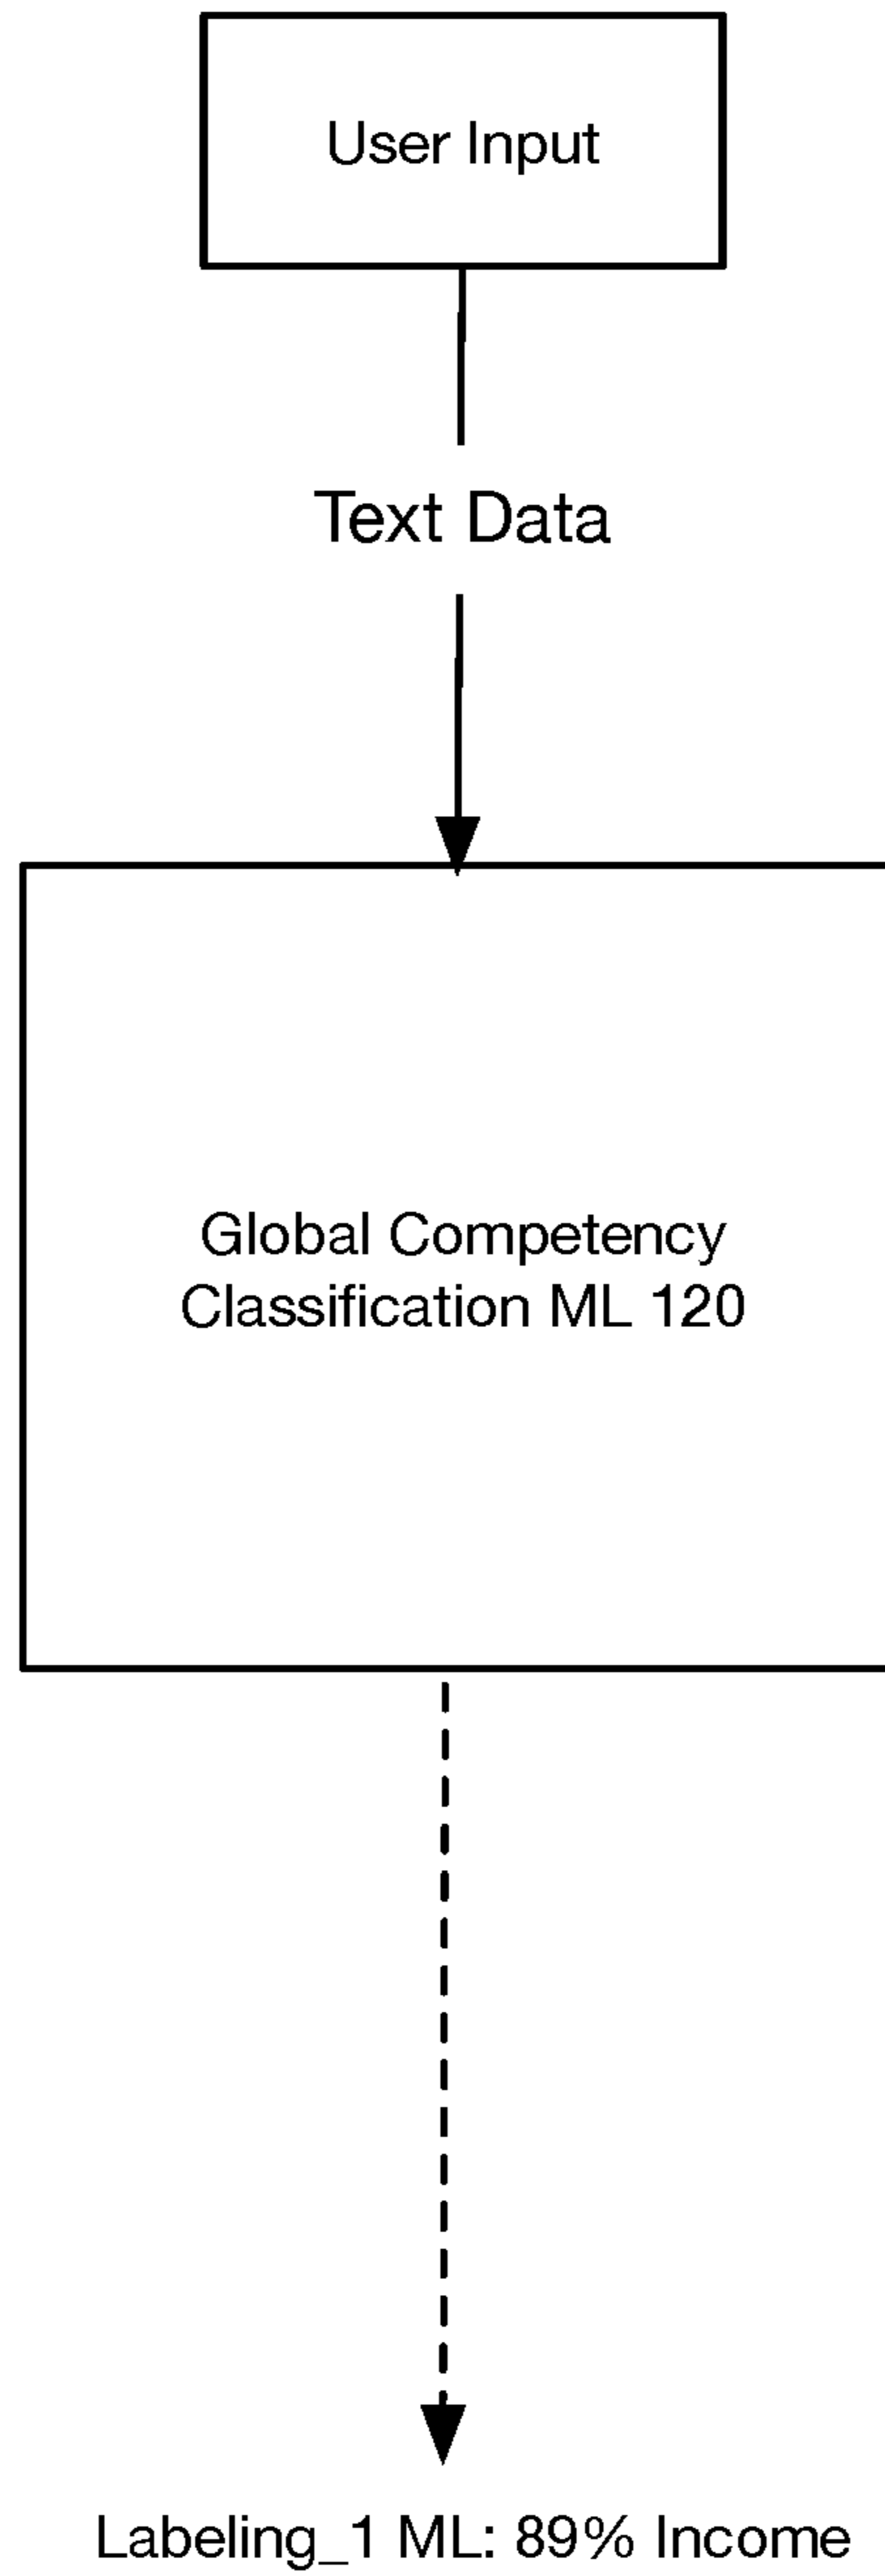 User Input
Text Data
Global Competency
Classification ML 120
Labeling_1 ML: 89% Income